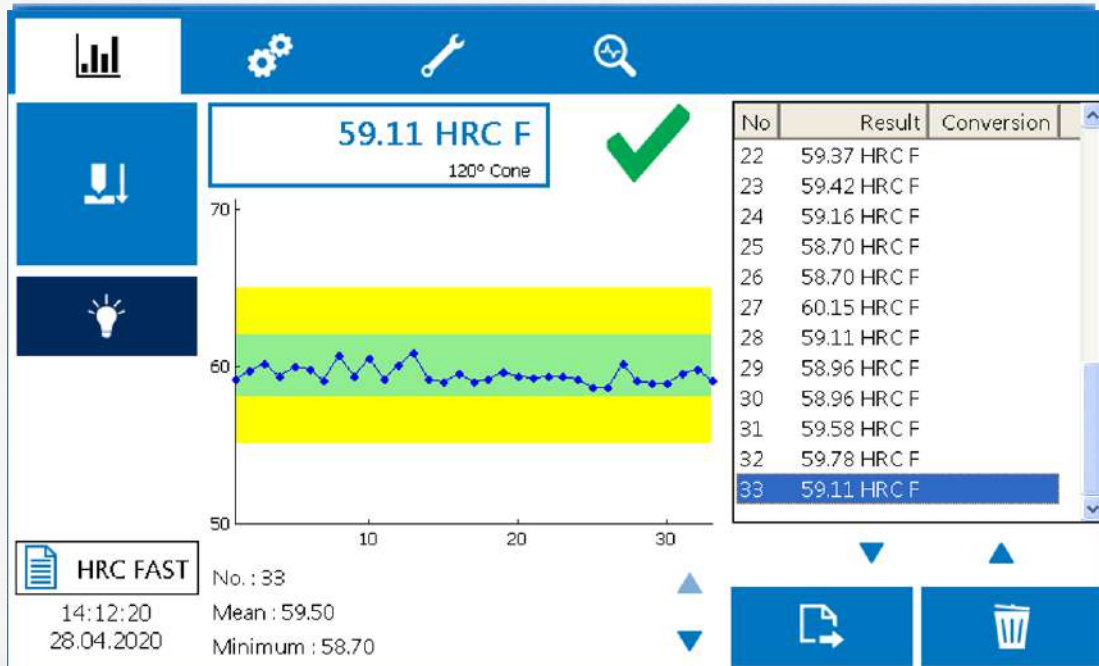 59.11 HRC F
120° Cone
70
60
50
10 20 30
No Result Conversion
22 59.37 HRC F
23 59.42 HRC F
24 59.16 HRC F
25 58.70 HRC F
26 58.70 HRC F
27 60.15 HRC F
28 59.11 HRC F
29 58.96 HRC F
30 58.96 HRC F
31 59.58 HRC F
32 59.78 HRC F
33 59.11 HRC F
HRC FAST
14:12:20
28.04.2020
No. : 33
Mean : 59.50
Minimum : 58.70